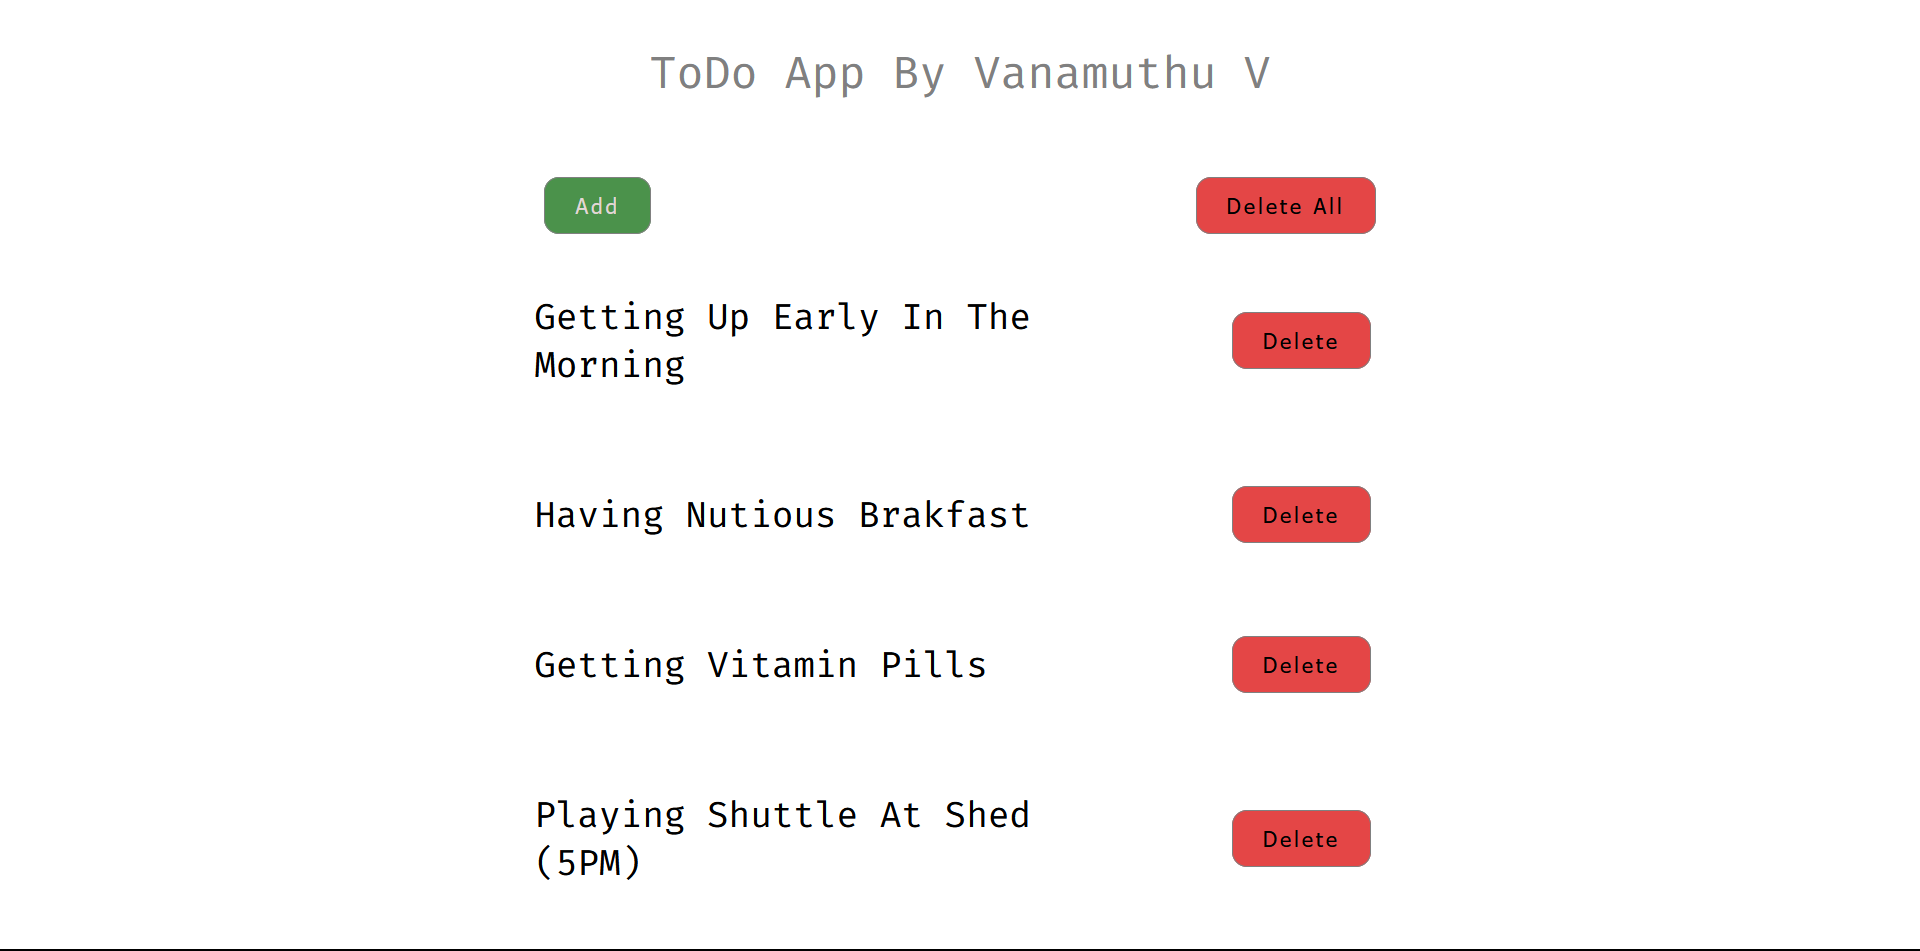 ToDo App By Vanamuthu V
Add
Delete All
Getting Up Early In The
Morning
Delete
Having Nutious Brakfast
Delete
Getting Vitamin Pills
Delete
Playing Shuttle At Shed
(5PM)
Delete